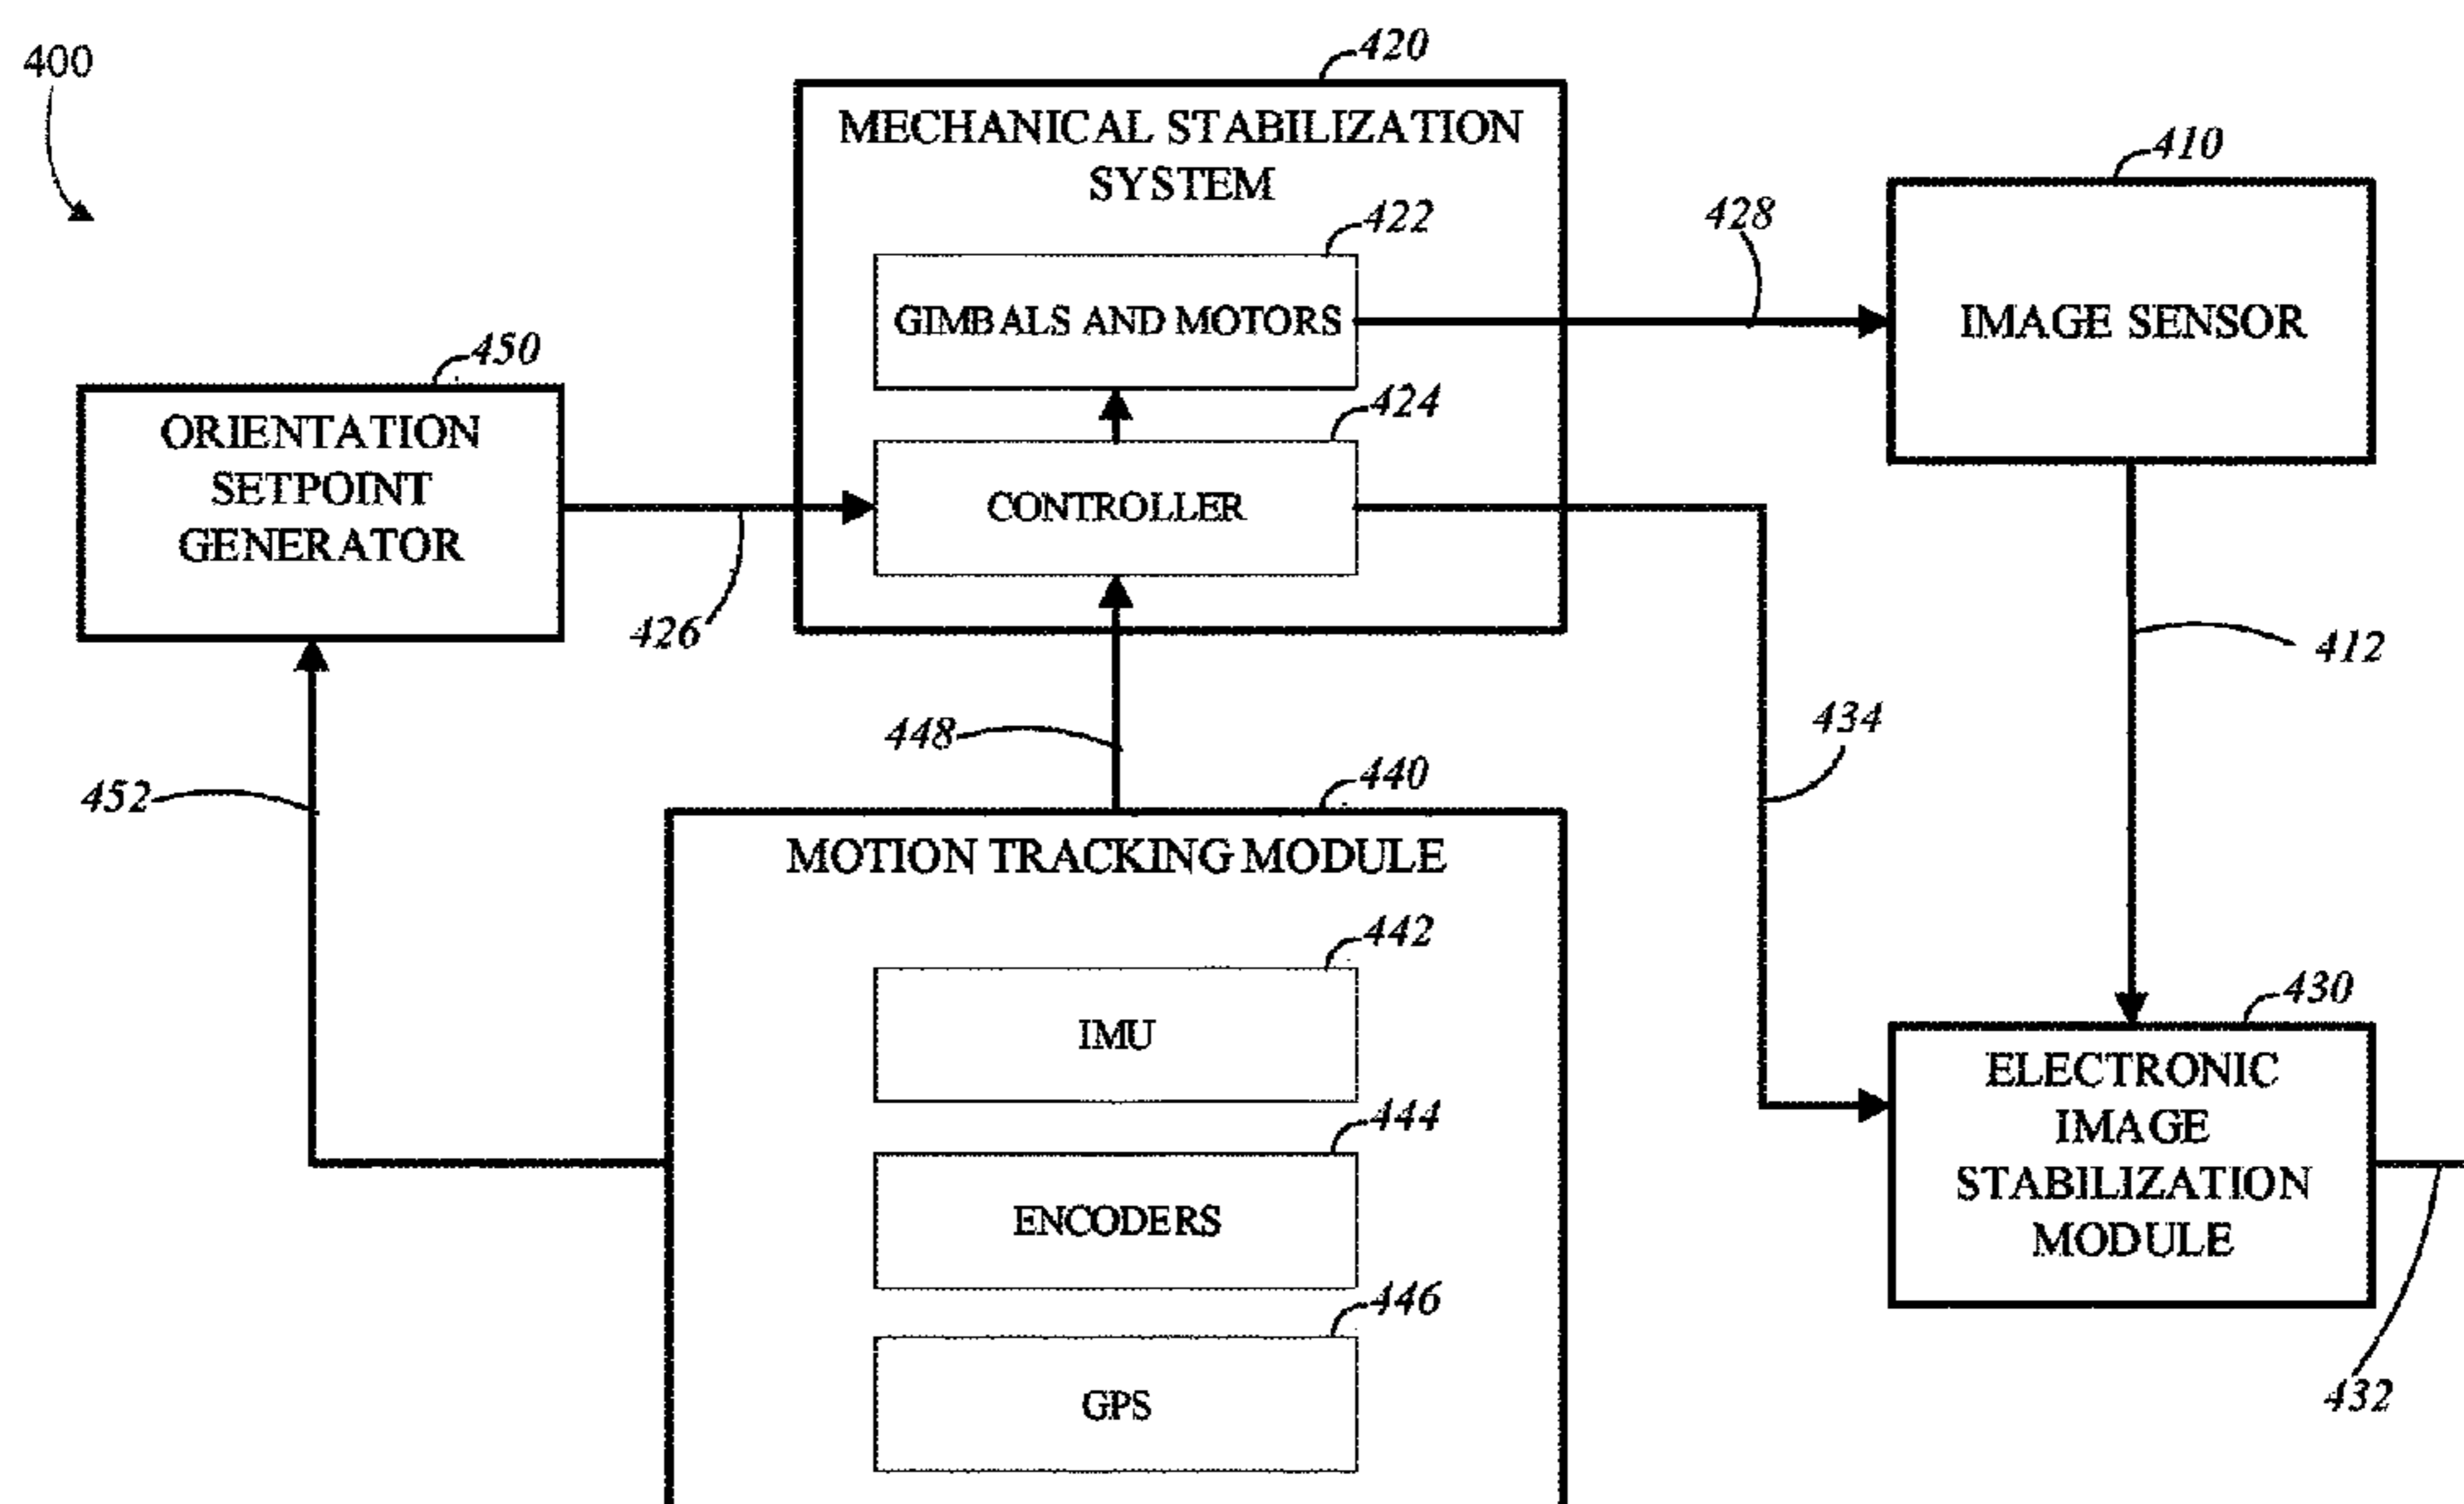 400
420
MECHANICAL STABILIZATION
SYSTEM
422
GIMBALS AND MOTORS
424
CONTROLLER
428
410
IMAGE SENSOR
450
ORIENTATION
SETPOINT
GENERATOR
426
412
448
434
452
440
MOTION TRACKING MODULE
442
IMU
444
ENCODERS
446
GPS
430
ELECTRONIC
IMAGE
STABILIZATION
MODULE
432